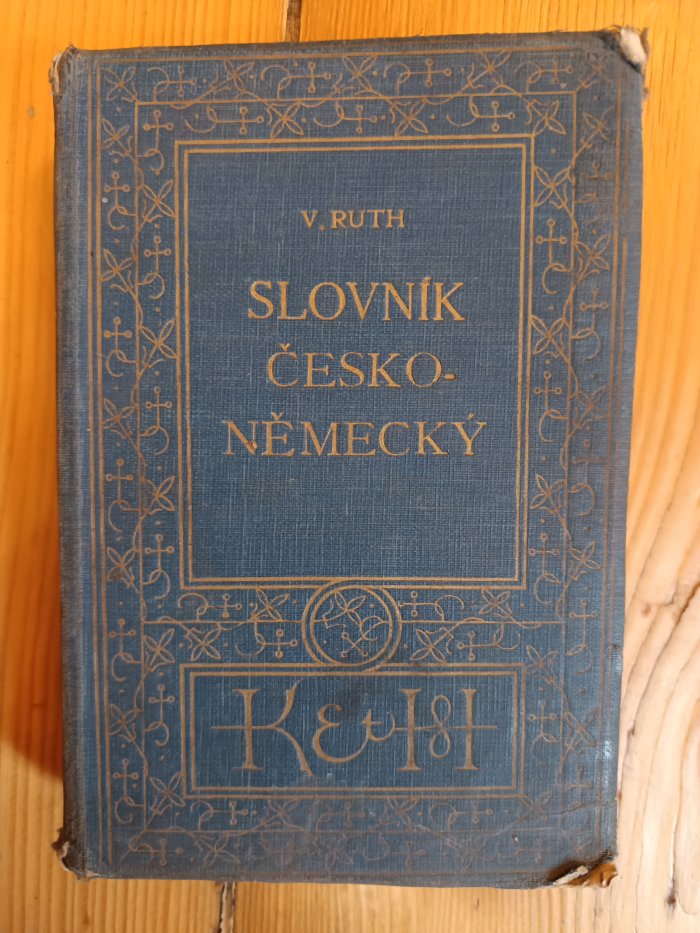 V. RUTH
SLOVNÍK
ČESKO-
NĚMECKÝ